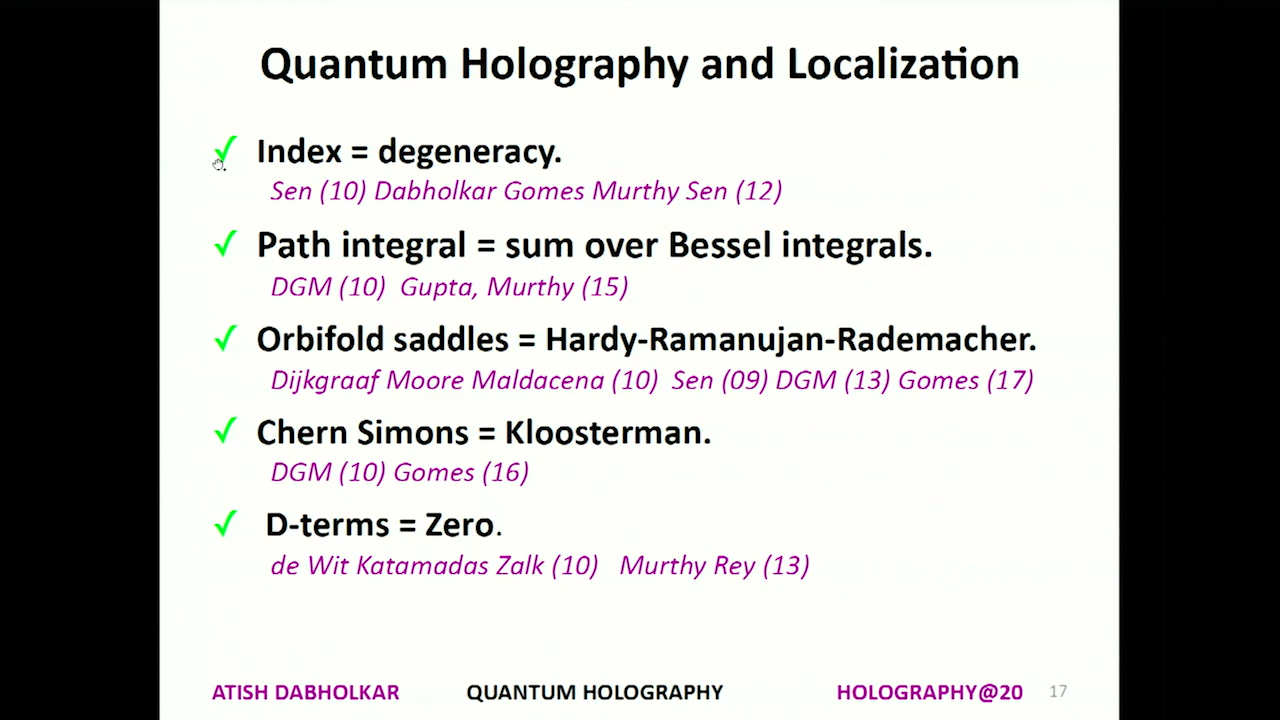 Quantum Holography and Localization
✓ Index = degeneracy.
Sen (10) Dabholkar Gomes Murthy Sen (12)
✓ Path integral = sum over Bessel integrals.
DGM (10) Gupta, Murthy (15)
✓ Orbifold saddles = Hardy-Ramanujan-Rademacher.
Dijkgraaf Moore Maldacena (10) Sen (09) DGM (13) Gomes (17)
✓ Chern Simons = Kloosterman.
DGM (10) Gomes (16)
✓ D-terms = Zero.
de Wit Katamadas Zalk (10) Murthy Rey (13)
ATISH DABHOLKAR QUANTUM HOLOGRAPHY HOLOGRAPHY@20 17